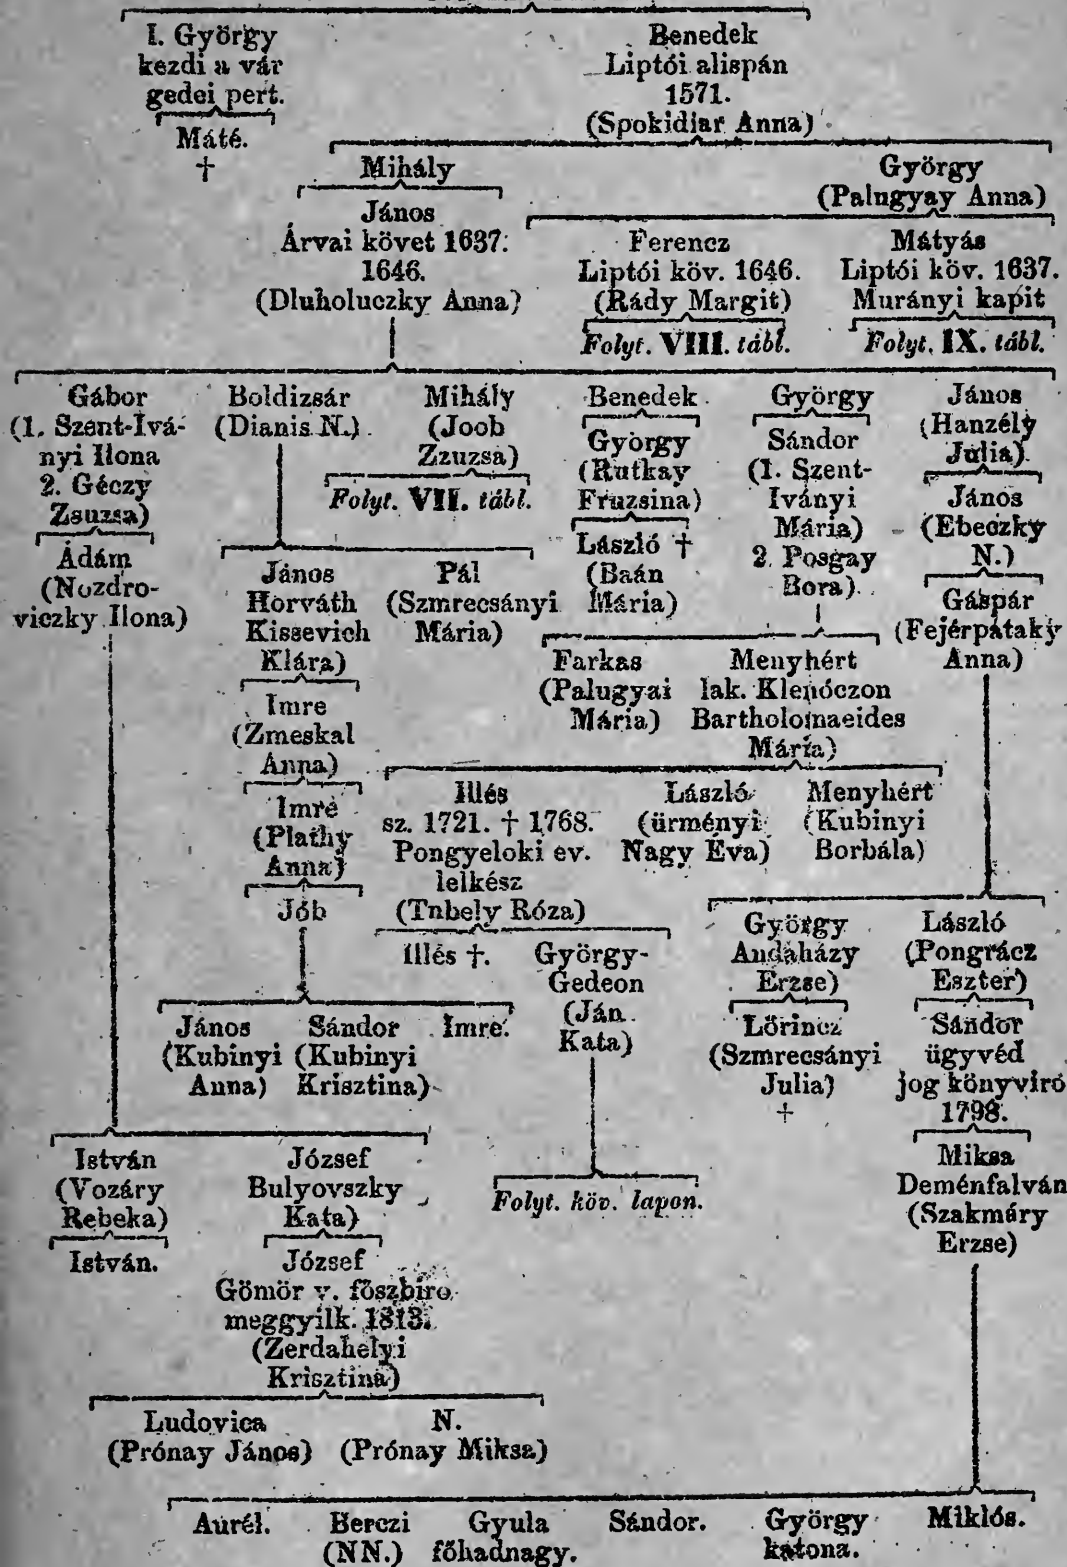 I. György
kezdi a vár
gedei pert.
Máté.
†
Benedek
Liptói alispán
1571.
(Spokidiar Anna)
Mihály
György
(Palugyay Anna)
János
Árvai követ 1637.
1646.
(Dluholuczky Anna)
Ferencz
Liptói köv. 1646.
(Rády Margit)
Folyt. VIII. tábl.
Mátyás
Liptói köv. 1637.
Murányi kapit
Folyt. IX. tábl.
Gábor
(1. Szent-Ivá-
nyi Ilona
2. Géczy
Zsuzsa)
Ádám
(Nozdro-
viczky Ilona)
Boldizsár
(Dianis N.)
Mihály
(Joob
Zzuzsa)
Folyt. VII. tábl.
Benedek
György
(Rutkay
Fruzsina)
László †
(Baán
Mária)
György
Sándor
(1. Szent-
Iványi
Mária)
2. Posgay
Bora)
János
(Hanzély
Julia)
János
(Ebeczky
N.)
Gáspár
(Fejérpataky
Anna)
János
Horváth
Kissevich
Klára)
Pál
(Szmrecsányi
Mária)
Imre
(Zmeskal
Anna)
Imre
(Plathy
Anna)
Jób
Farkas
(Palugyai
Mária)
Menyhért
lak. Klenóczon
Bartholomaeides
Mária)
Illés
sz. 1721. † 1768.
Pongyeloki ev.
lelkész
(Tnbely Róza)
László
(ürményi
Nagy Éva)
Menyhért
(Kubinyi
Borbála)
Illés †.
György-
Gedeon
(Ján.
Kata)
György
Andaházy
Erzse)
László
(Pongrácz
Eszter)
János
(Kubinyi
Anna)
Sándor
(Kubinyi
Krisztina)
Imre.
Lőrincz
(Szmrecsányi
Julia)
†
Sándor
ügyvéd
jog könyviró
1798.
István
(Vozáry
Rebeka)
István.
József
Bulyovszky
Kata)
Folyt. köv. lapon.
Miksa
Deménfalván
(Szakmáry
Erzse)
József
Gömör v. főszbiro
meggyilk. 1813.
(Zerdahelyi
Krisztina)
Ludovica
(Prónay János)
N.
(Prónay Miksa)
Aurél.
Berczi
(NN.)
Gyula
főhadnagy.
Sándor.
György
katona.
Miklós.